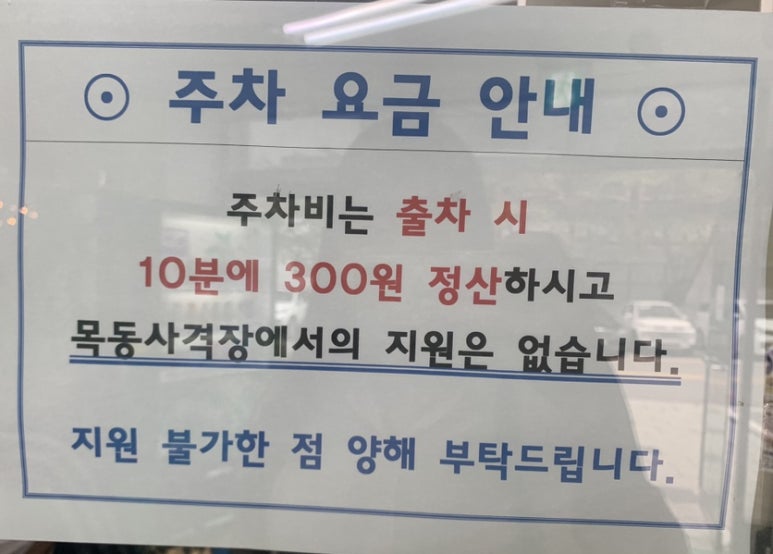 ⊙ 주차 요금 안내 ⊙
주차비는 출차 시
10분에 300원 정산하시고
목동사격장에서의 지원은 없습니다.
지원 불가한 점 양해 부탁드립니다.